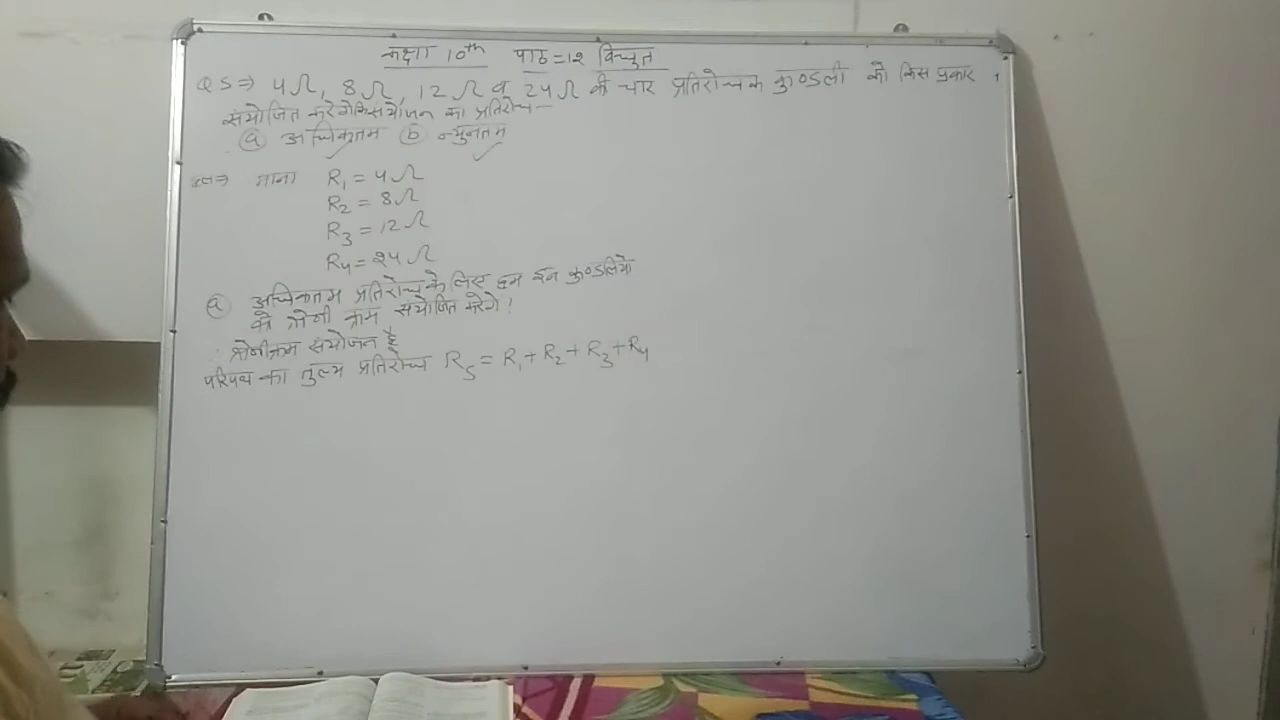 कक्षा 10th पाठ=12 विद्युत
Q5⇒ 4Ω, 8Ω, 12Ω व 24Ω की चार प्रतिरोधक कुण्डली को किस प्रकार
संयोजित करेगे कि संयोजन का प्रतिरोध—
(a) अधिकतम (b) न्युनतम
हल⇒ माना R₁ = 4Ω
R₂ = 8Ω
R₃ = 12Ω
R₄ = 24Ω
(a) अधिकतम प्रतिरोध के लिए हम इन कुण्डलियो
को श्रेणी क्रम संयोजित करेगे।
श्रेणीक्रम संयोजन है
परिपथ का तुल्य प्रतिरोध R_S = R₁ + R₂ + R₃ + R₄